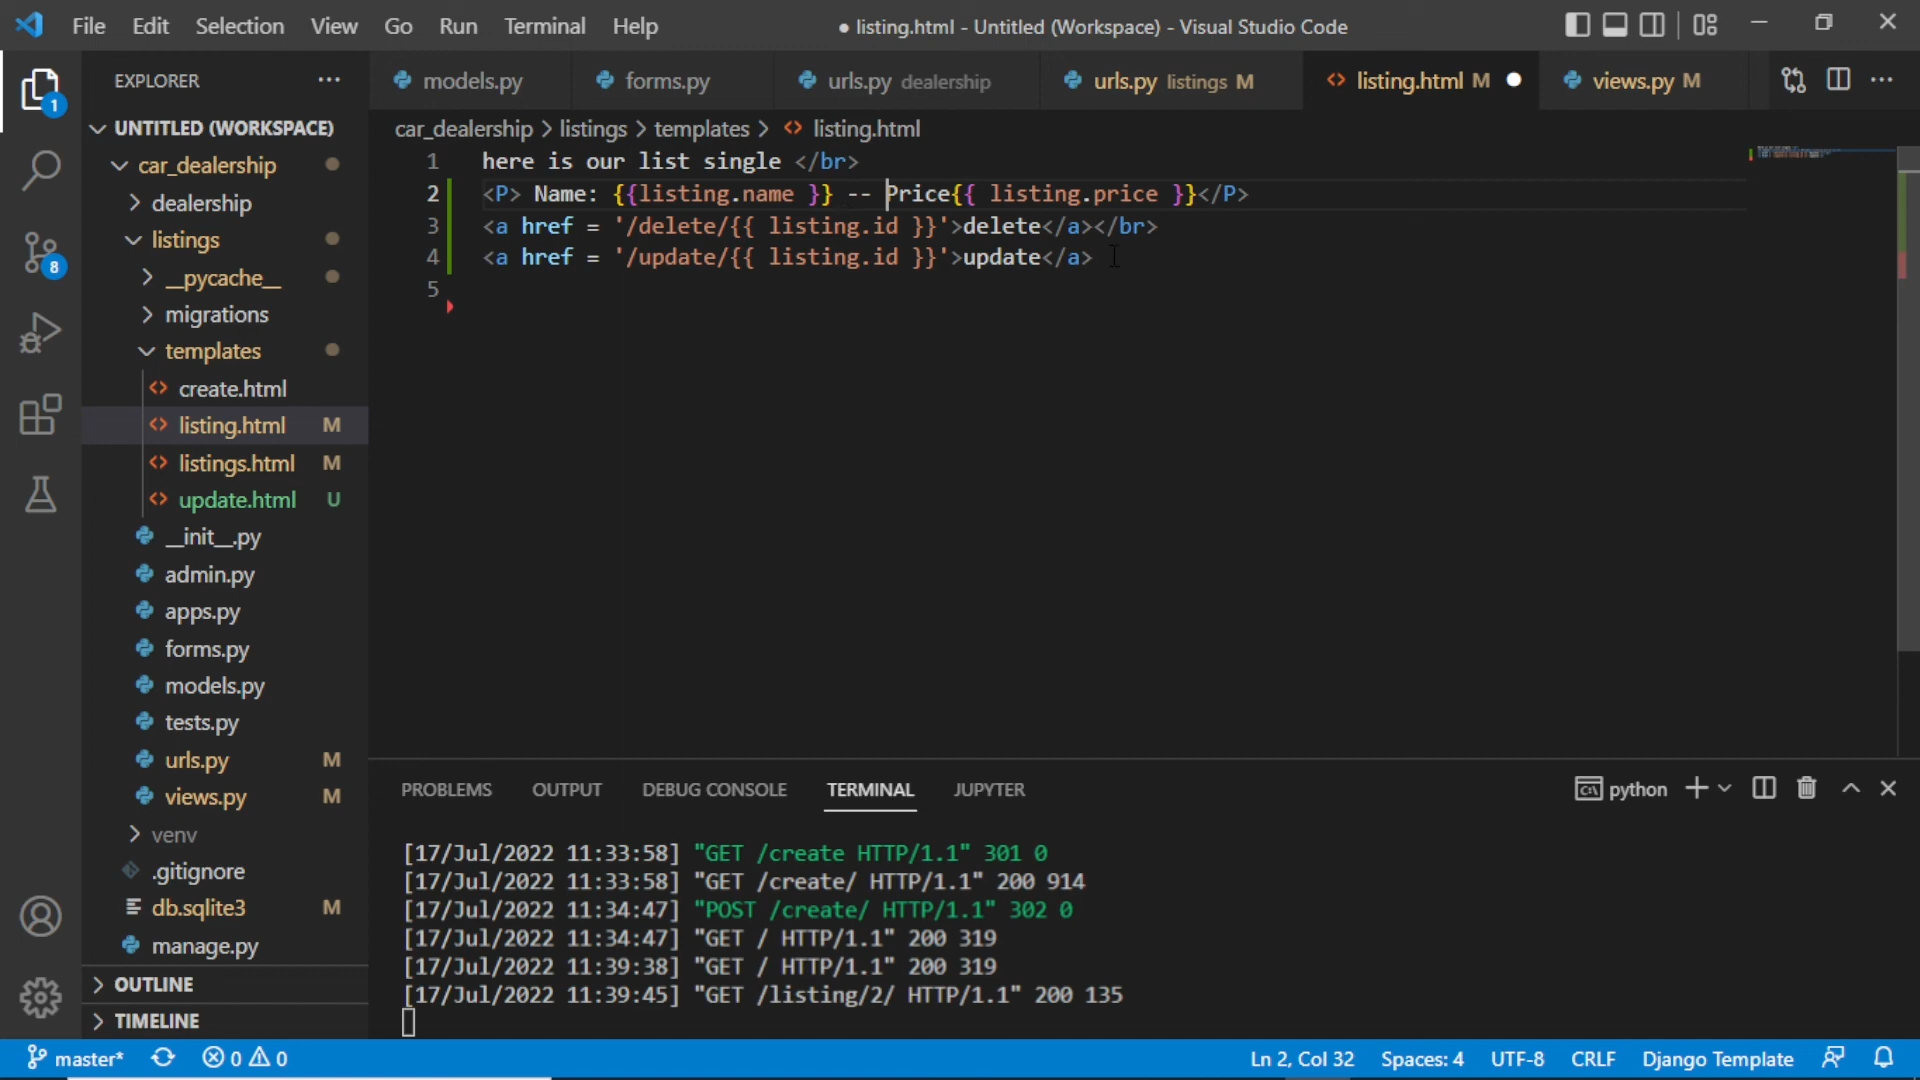 File Edit Selection View Go Run Terminal Help
● listing.html - Untitled (Workspace) - Visual Studio Code
EXPLORER
1
8
UNTITLED (WORKSPACE)
car_dealership
dealership
listings
__pycache__
migrations
templates
create.html
listing.html M
listings.html M
update.html U
__init__.py
admin.py
apps.py
forms.py
models.py
tests.py
urls.py M
views.py M
venv
.gitignore
db.sqlite3 M
manage.py
OUTLINE
TIMELINE
models.py forms.py urls.py dealership urls.py listings M listing.html M views.py M
car_dealership > listings > templates > listing.html
1 here is our list single </br>
2 <P> Name: {{listing.name }} -- Price{{ listing.price }}</P>
3 <a href = '/delete/{{ listing.id }}'>delete</a></br>
4 <a href = '/update/{{ listing.id }}'>update</a>
5
PROBLEMS OUTPUT DEBUG CONSOLE TERMINAL JUPYTER python
[17/Jul/2022 11:33:58] "GET /create HTTP/1.1" 301 0
[17/Jul/2022 11:33:58] "GET /create/ HTTP/1.1" 200 914
[17/Jul/2022 11:34:47] "POST /create/ HTTP/1.1" 302 0
[17/Jul/2022 11:34:47] "GET / HTTP/1.1" 200 319
[17/Jul/2022 11:39:38] "GET / HTTP/1.1" 200 319
[17/Jul/2022 11:39:45] "GET /listing/2/ HTTP/1.1" 200 135
master* 0 0 Ln 2, Col 32 Spaces: 4 UTF-8 CRLF Django Template